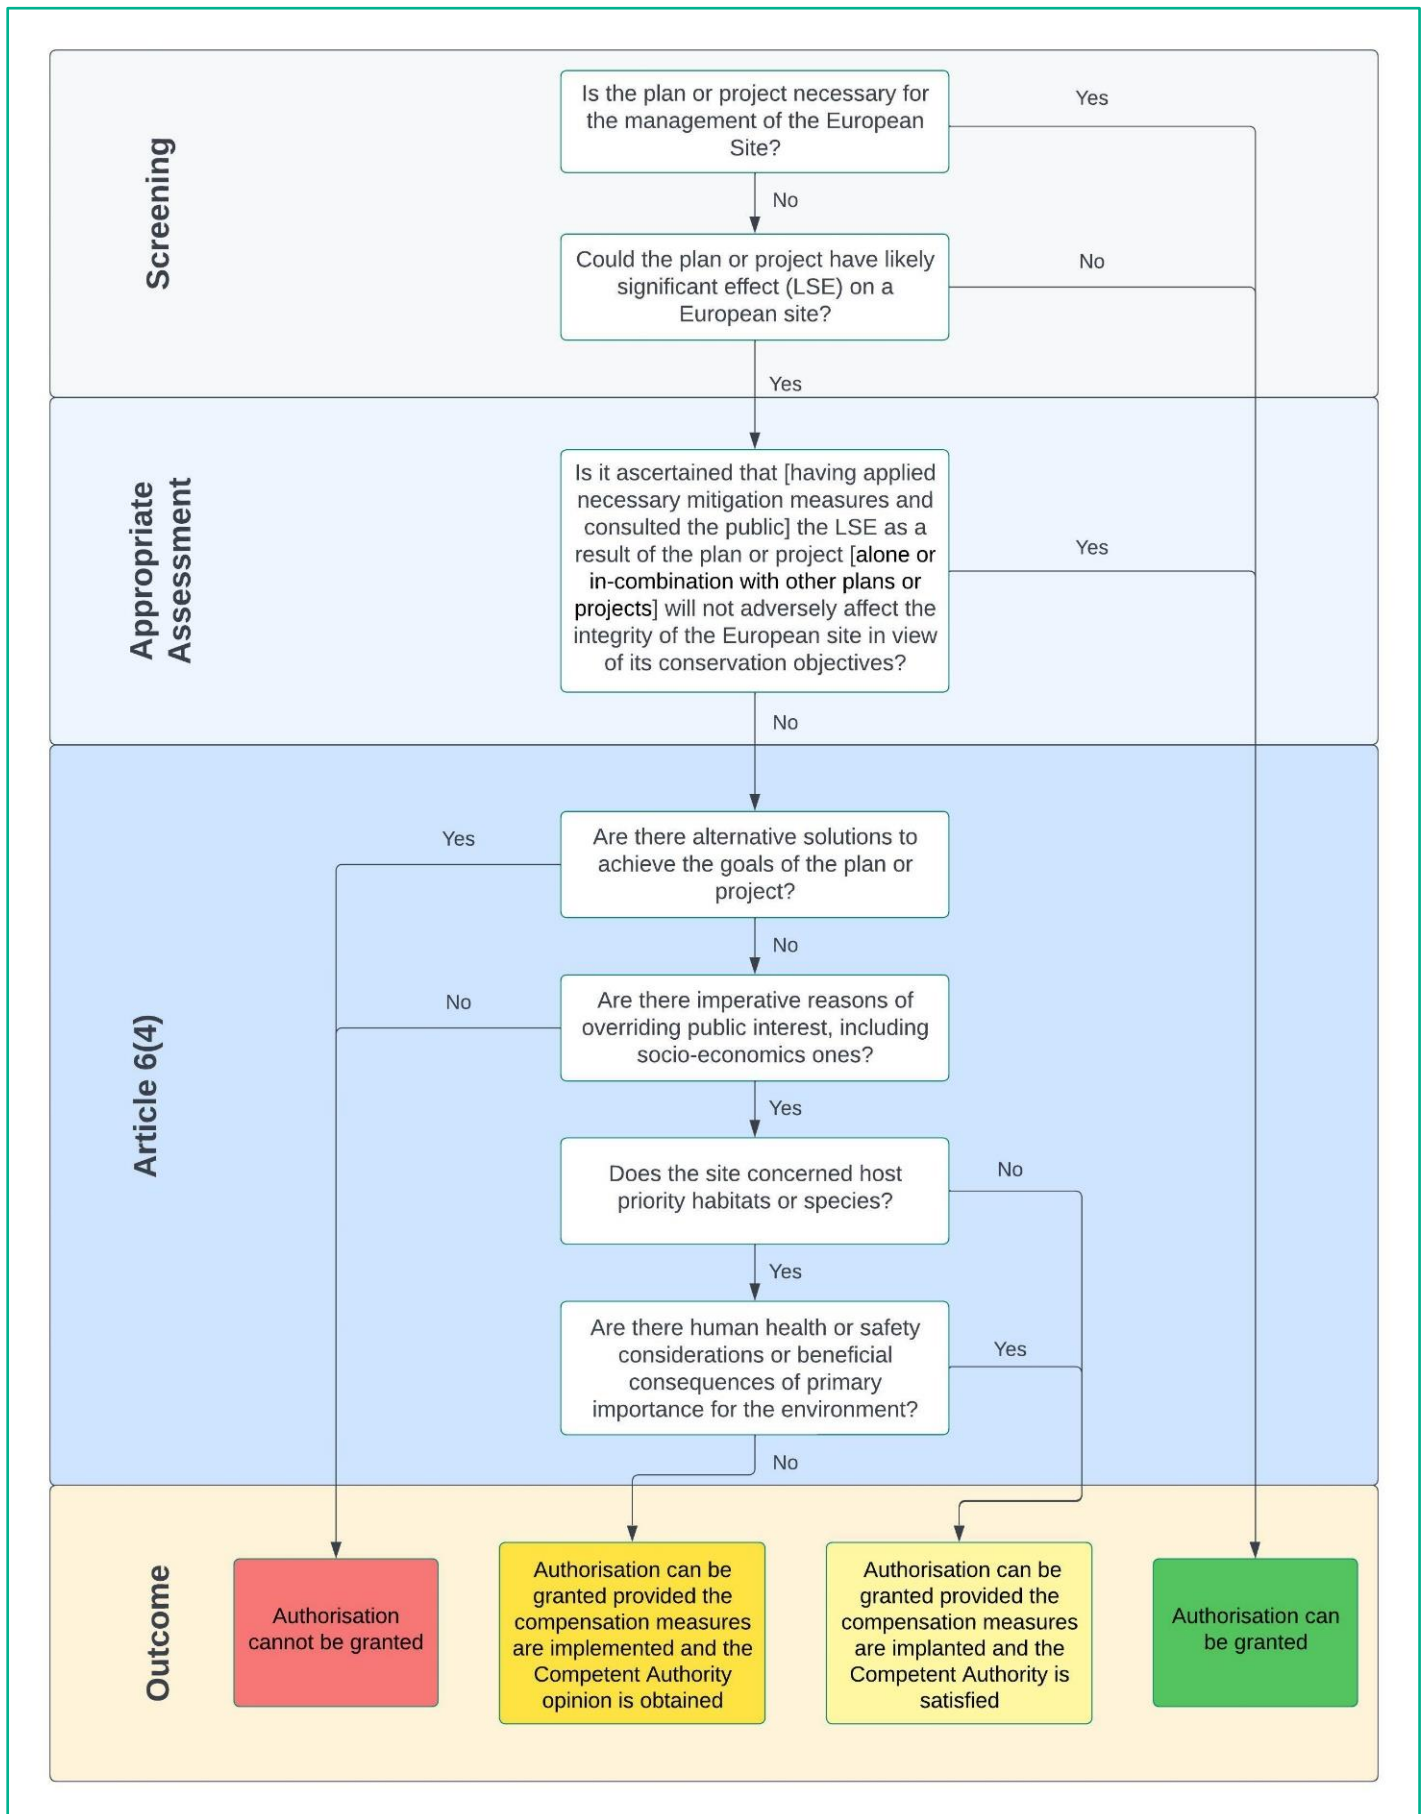 Screening
Is the plan or project necessary for
the management of the European
Site?
Yes
No
Could the plan or project have likely
significant effect (LSE) on a
European site?
No
Yes
Appropriate
Assessment
Is it ascertained that [having applied
necessary mitigation measures and
consulted the public] the LSE as a
result of the plan or project [alone or
in-combination with other plans or
projects] will not adversely affect the
integrity of the European site in view
of its conservation objectives?
Yes
No
Article 6(4)
Are there alternative solutions to
achieve the goals of the plan or
project?
Yes
No
Are there imperative reasons of
overriding public interest, including
socio-economics ones?
No
Yes
Does the site concerned host
priority habitats or species?
No
Yes
Are there human health or safety
considerations or beneficial
consequences of primary
importance for the environment?
Yes
No
Outcome
Authorisation
cannot be granted
Authorisation can be
granted provided the
compensation measures
are implemented and the
Competent Authority
opinion is obtained
Authorisation can be
granted provided the
compensation measures
are implanted and the
Competent Authority is
satisfied
Authorisation can
be granted